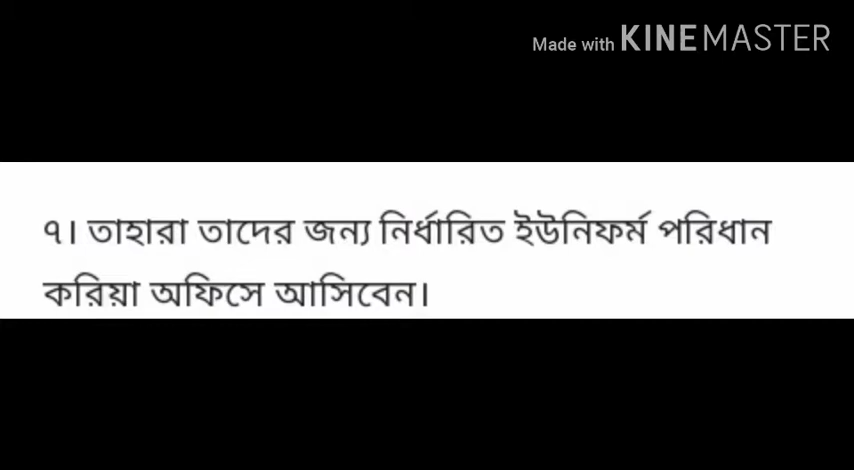 Made with KINEMASTER
৭। তাহারা তাদের জন্য নির্ধারিত ইউনিফর্ম পরিধান
করিয়া অফিসে আসিবেন।